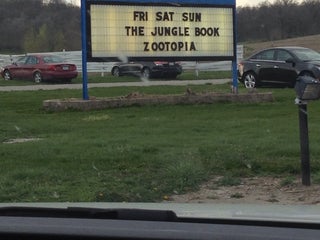 FRI SAT SUN
THE JUNGLE BOOK
ZOOTOPIA